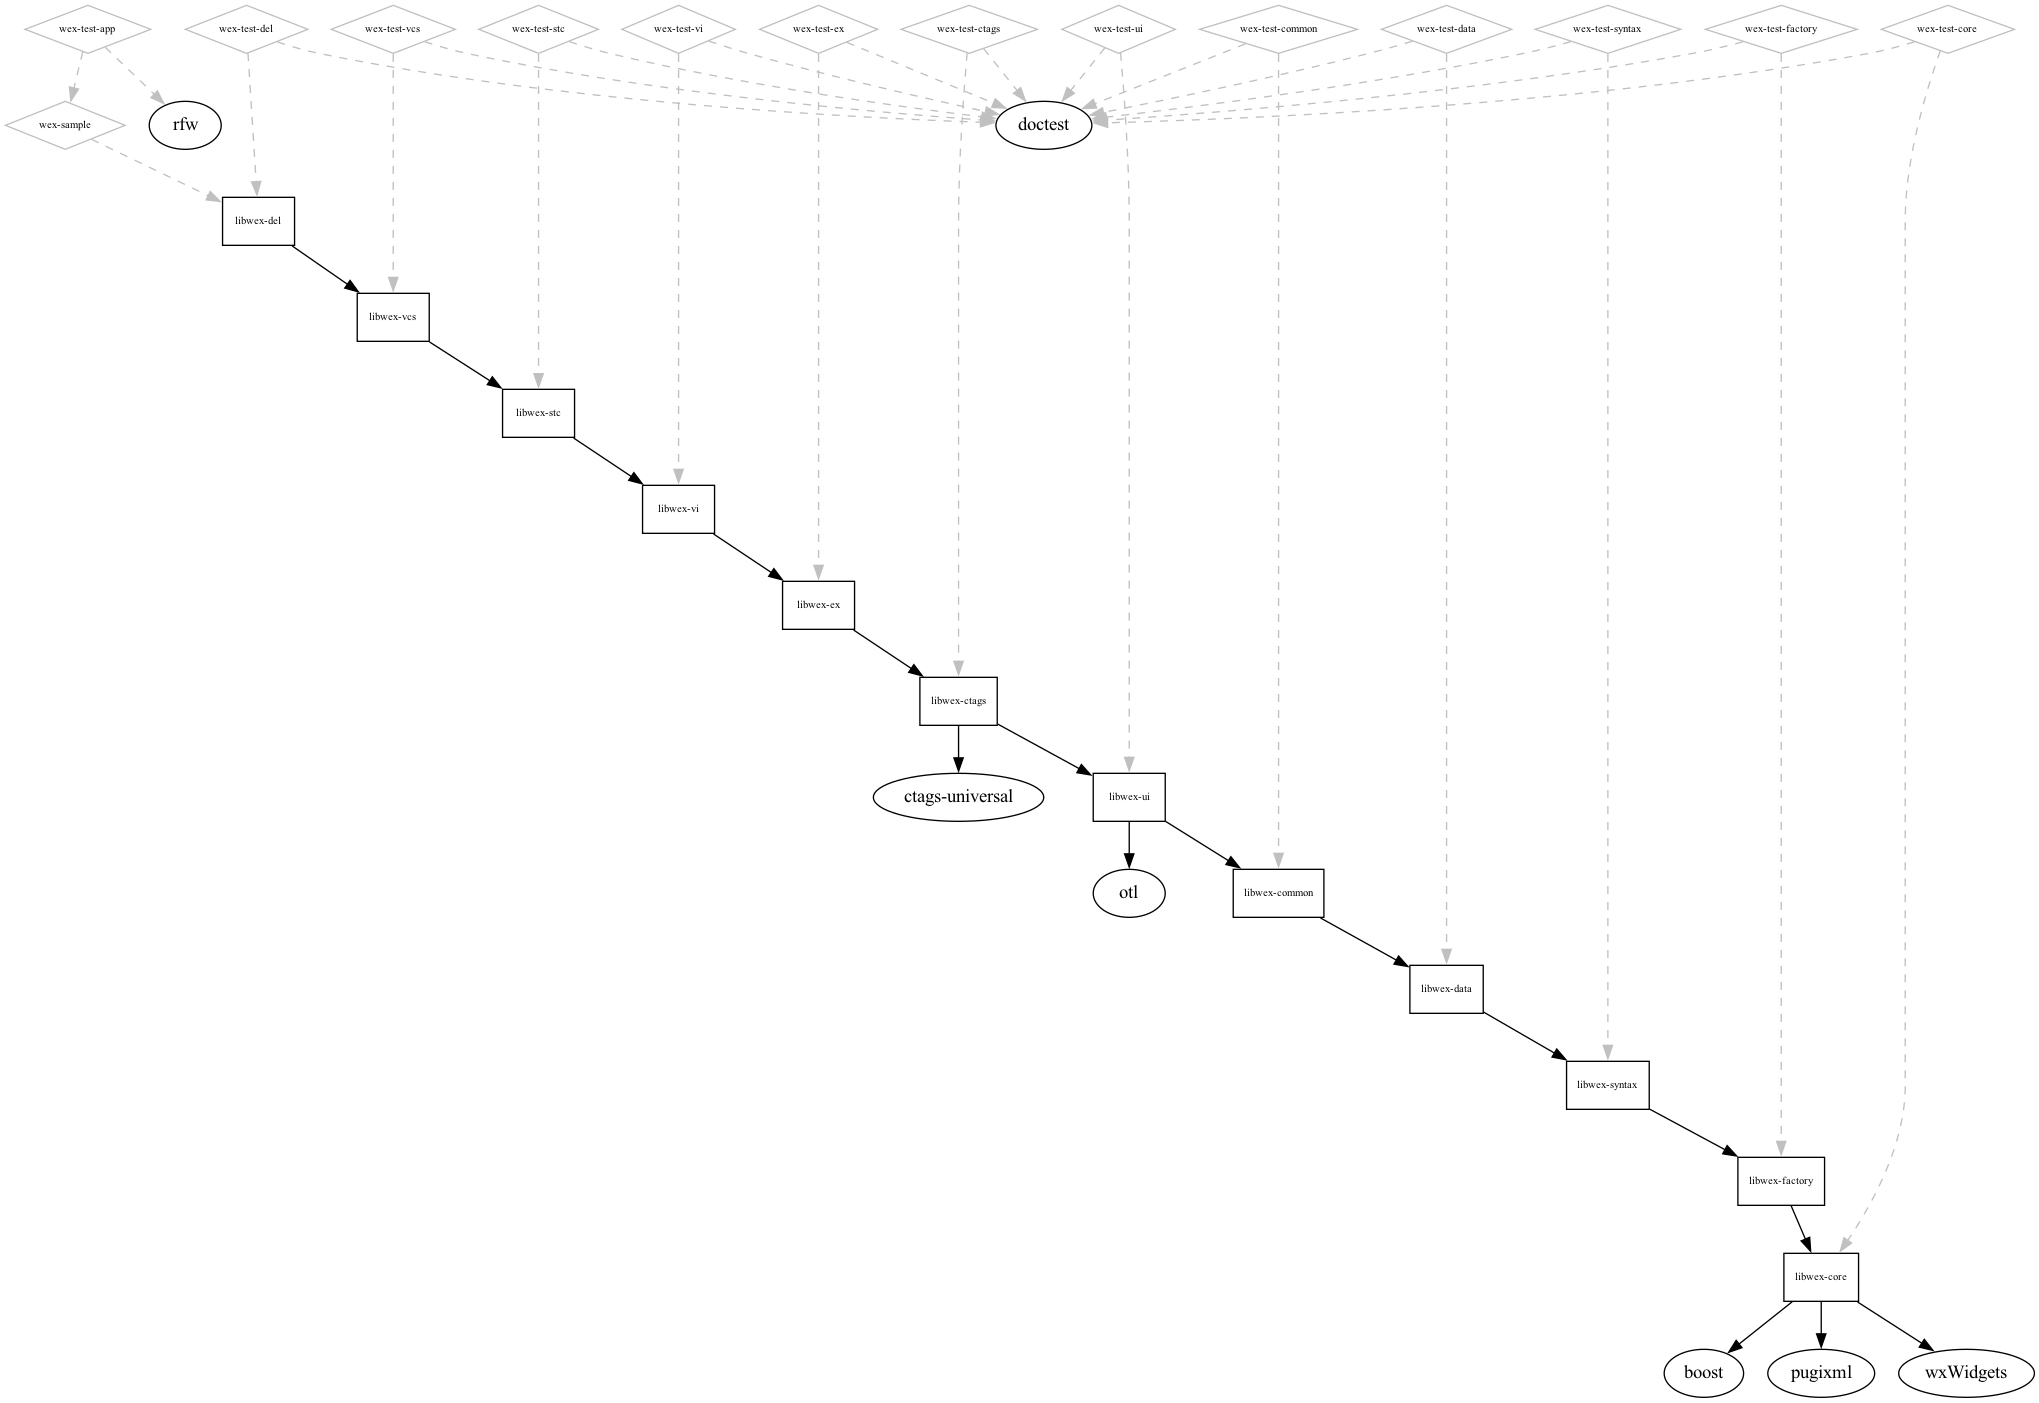 wex-test-app
wex-test-del
wex-test-vcs
wex-test-stc
wex-test-vi
wex-test-ex
wex-test-ctags
wex-test-ui
wex-test-common
wex-test-data
wex-test-syntax
wex-test-factory
wex-test-core
wex-sample
rfw
doctest
libwex-del
libwex-vcs
libwex-stc
libwex-vi
libwex-ex
libwex-ctags
ctags-universal
libwex-ui
otl
libwex-common
libwex-data
libwex-syntax
libwex-factory
libwex-core
boost
pugixml
wxWidgets